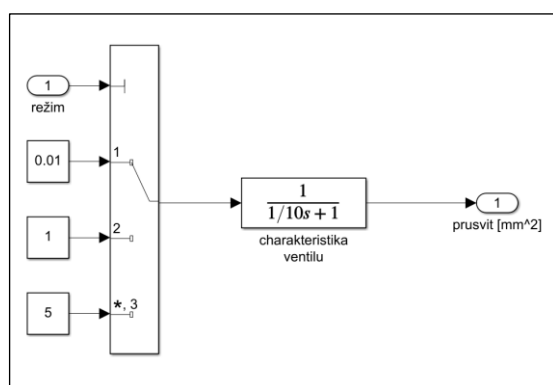 1
režim
0.01
1
1
2
5
*, 3
1
1/10s + 1
charakteristika
ventilu
1
prusvit [mm^2]